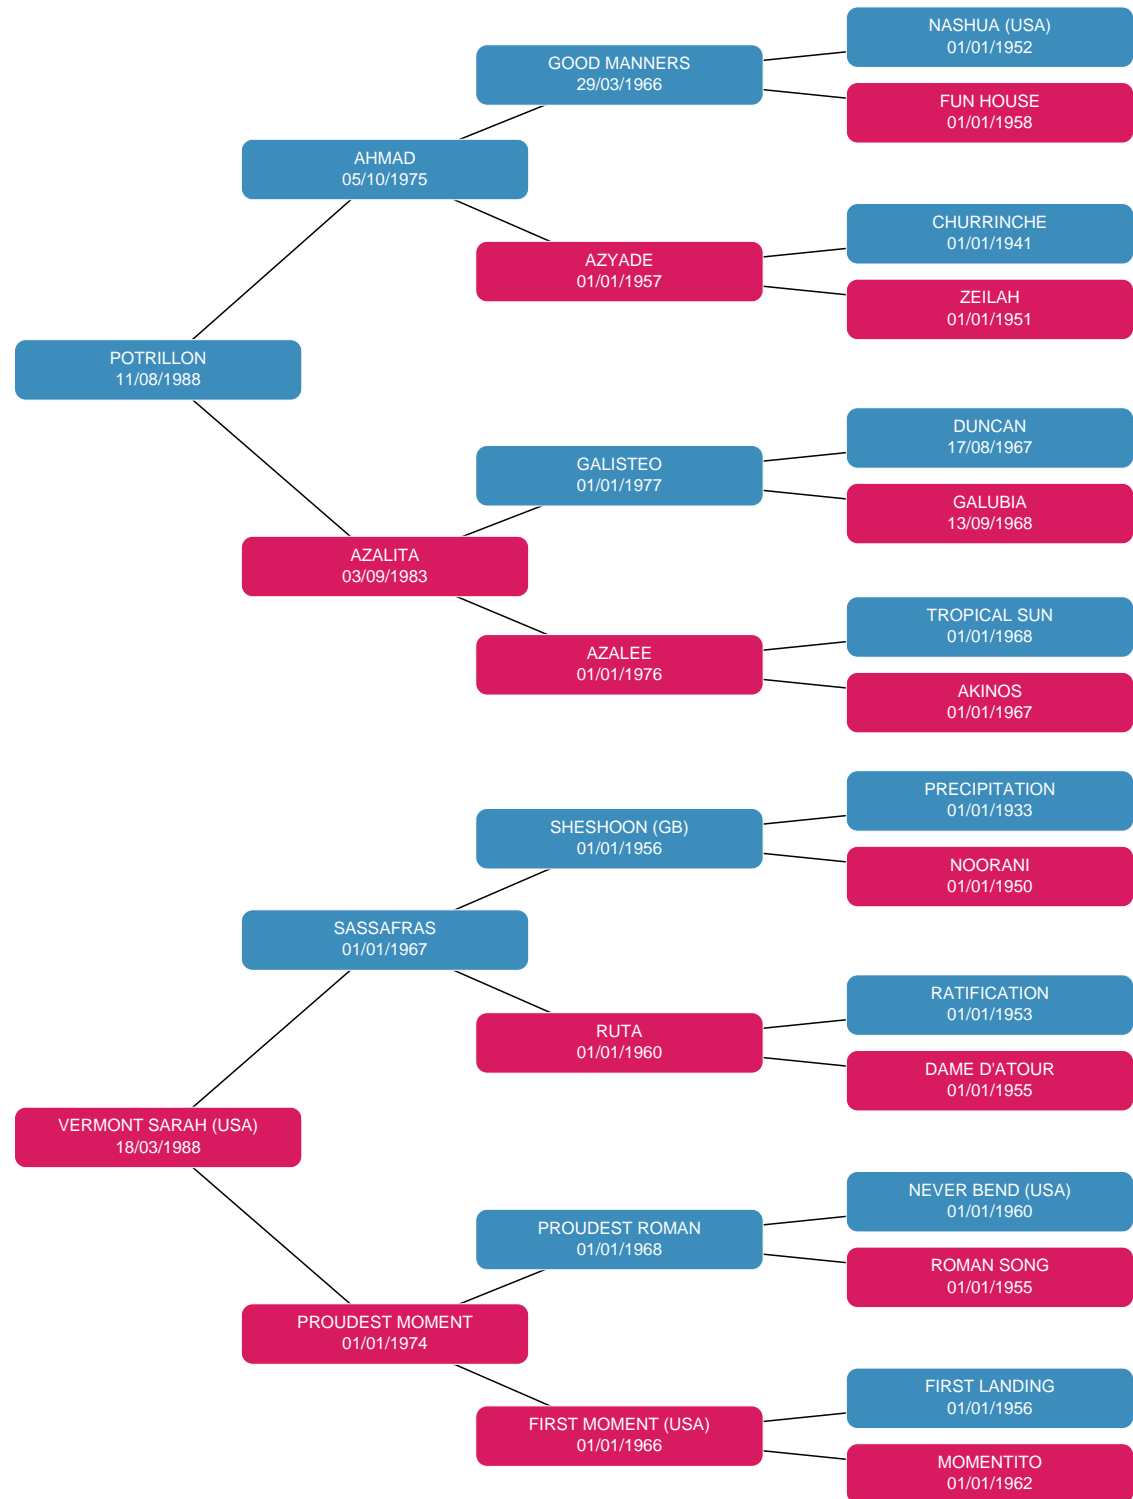 NASHUA (USA)
01/01/1952
GOOD MANNERS
29/03/1966
FUN HOUSE
01/01/1958
AHMAD
05/10/1975
CHURRINCHE
01/01/1941
AZYADE
01/01/1957
ZEILAH
01/01/1951
POTRILLON
11/08/1988
DUNCAN
17/08/1967
GALISTEO
01/01/1977
GALUBIA
13/09/1968
AZALITA
03/09/1983
TROPICAL SUN
01/01/1968
AZALEE
01/01/1976
AKINOS
01/01/1967
PRECIPITATION
01/01/1933
SHESHOON (GB)
01/01/1956
NOORANI
01/01/1950
SASSAFRAS
01/01/1967
RATIFICATION
01/01/1953
RUTA
01/01/1960
DAME D'ATOUR
01/01/1955
VERMONT SARAH (USA)
18/03/1988
NEVER BEND (USA)
01/01/1960
PROUDEST ROMAN
01/01/1968
ROMAN SONG
01/01/1955
PROUDEST MOMENT
01/01/1974
FIRST LANDING
01/01/1956
FIRST MOMENT (USA)
01/01/1966
MOMENTITO
01/01/1962